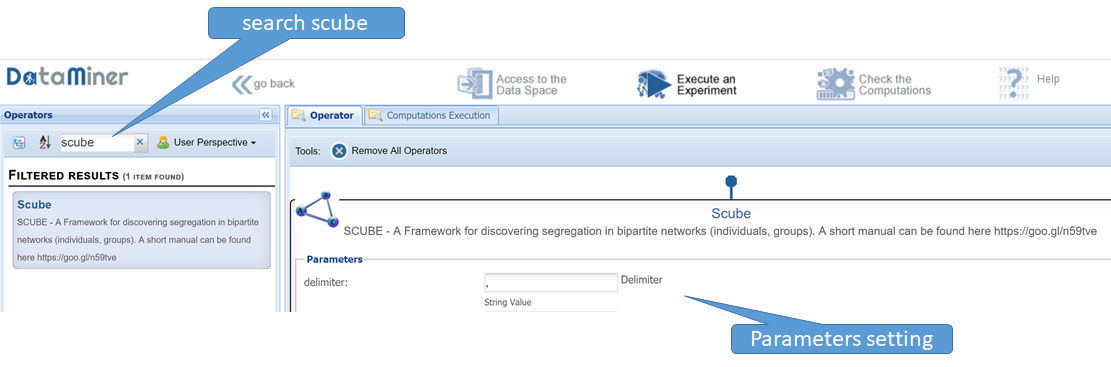 search scube
DataMiner
go back
Access to the
Data Space
Execute an
Experiment
Check the
Computations
Help
Operators
Operator
Computations Execution
scube
User Perspective
Tools:
Remove All Operators
FILTERED RESULTS (1 ITEM FOUND)
Scube
SCUBE - A Framework for discovering segregation in bipartite
networks (individuals, groups). A short manual can be found
here https://goo.gl/n59tve
Scube
SCUBE - A Framework for discovering segregation in bipartite networks (individuals, groups). A short manual can be found here https://goo.gl/n59tve
Parameters
delimiter:
,
Delimiter
String Value
Parameters setting